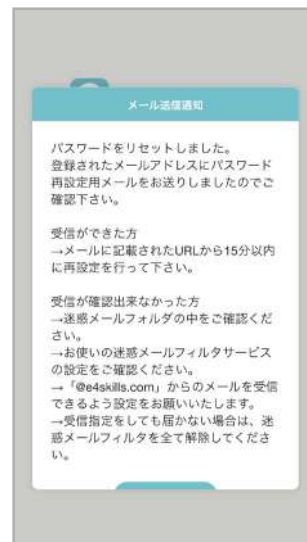 メール送信通知
パスワードをリセットしました。
登録されたメールアドレスにパスワード
再設定用メールをお送りしましたのでご
確認下さい。
受信ができた方
→メールに記載されたURLから15分以内
に再設定を行って下さい。
受信が確認出来なかった方
→迷惑メールフォルダの中をご確認くだ
さい。
→お使いの迷惑メールフィルタサービス
の設定をご確認ください。
→「@e4skills.com」からのメールを受信
できるよう設定をお願いいたします。
→受信指定をしても届かない場合は、迷
惑メールフィルタを全て解除してくださ
い。